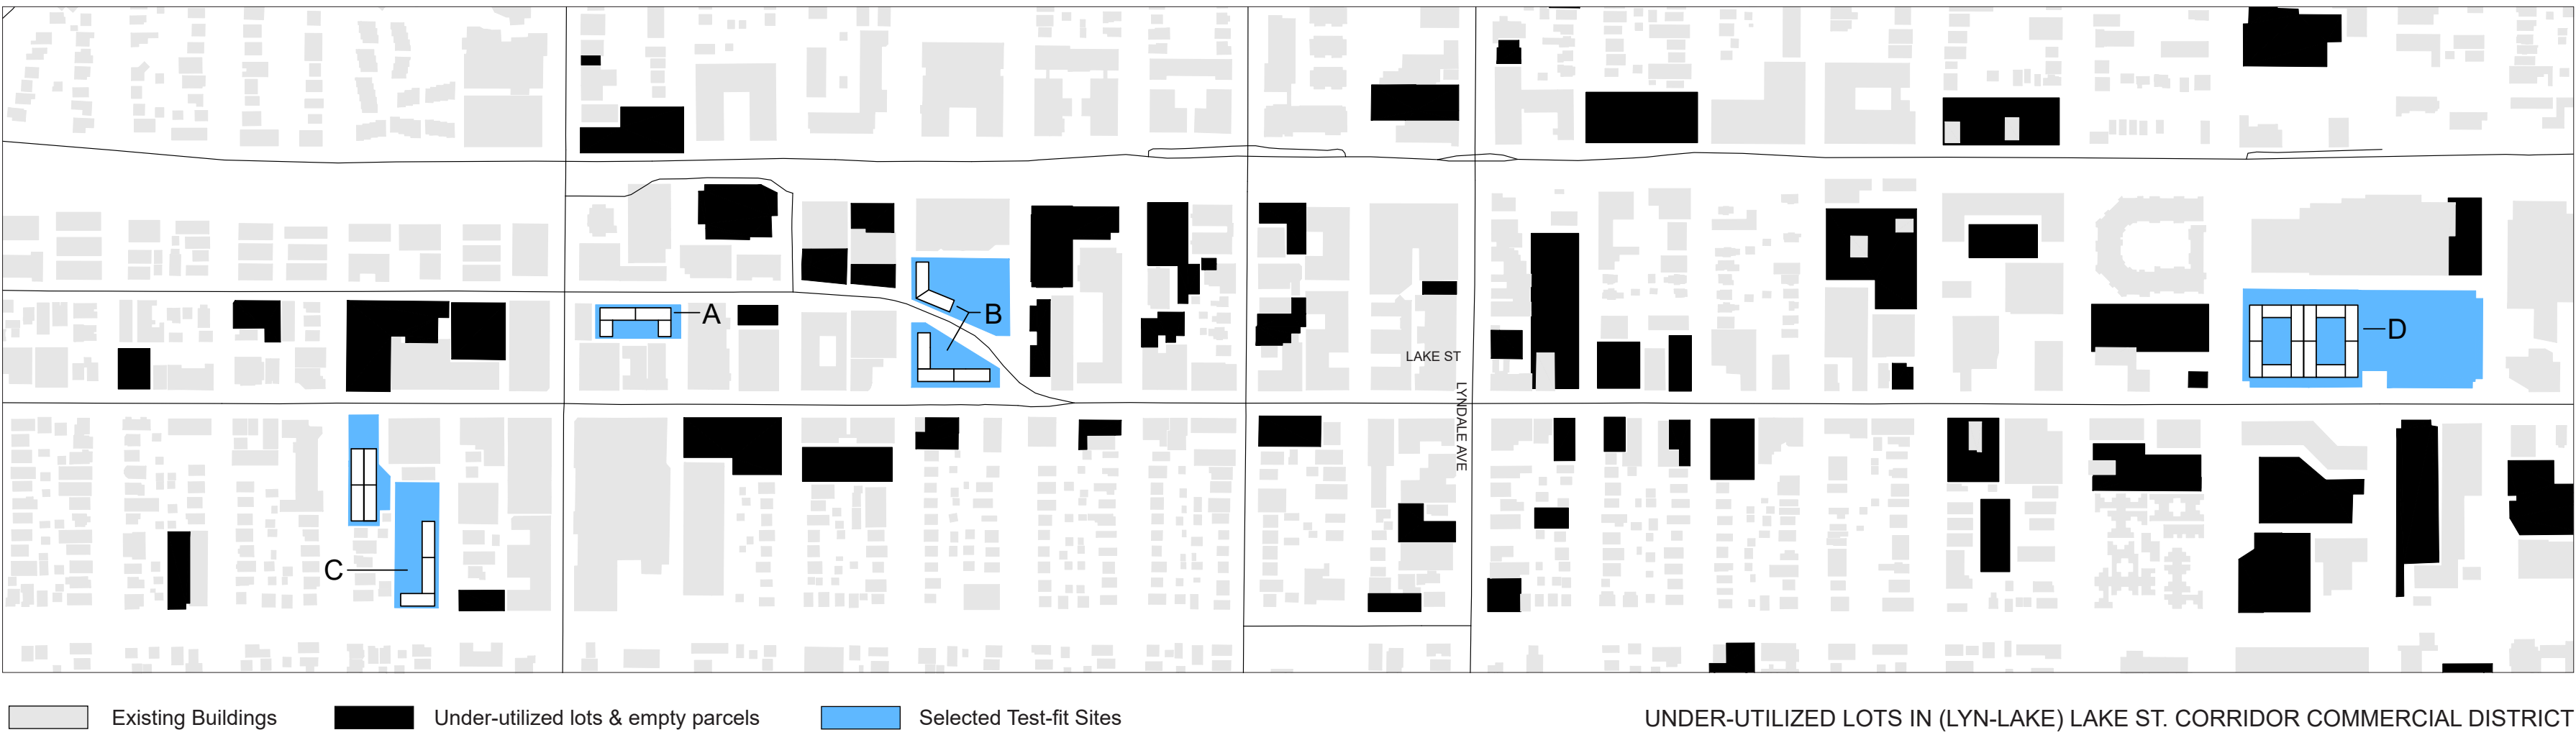 A
B
D
LAKE ST
LYNDALE AVE
C
Existing Buildings
Under-utilized lots & empty parcels
Selected Test-fit Sites
UNDER-UTILIZED LOTS IN (LYN-LAKE) LAKE ST. CORRIDOR COMMERCIAL DISTRICT